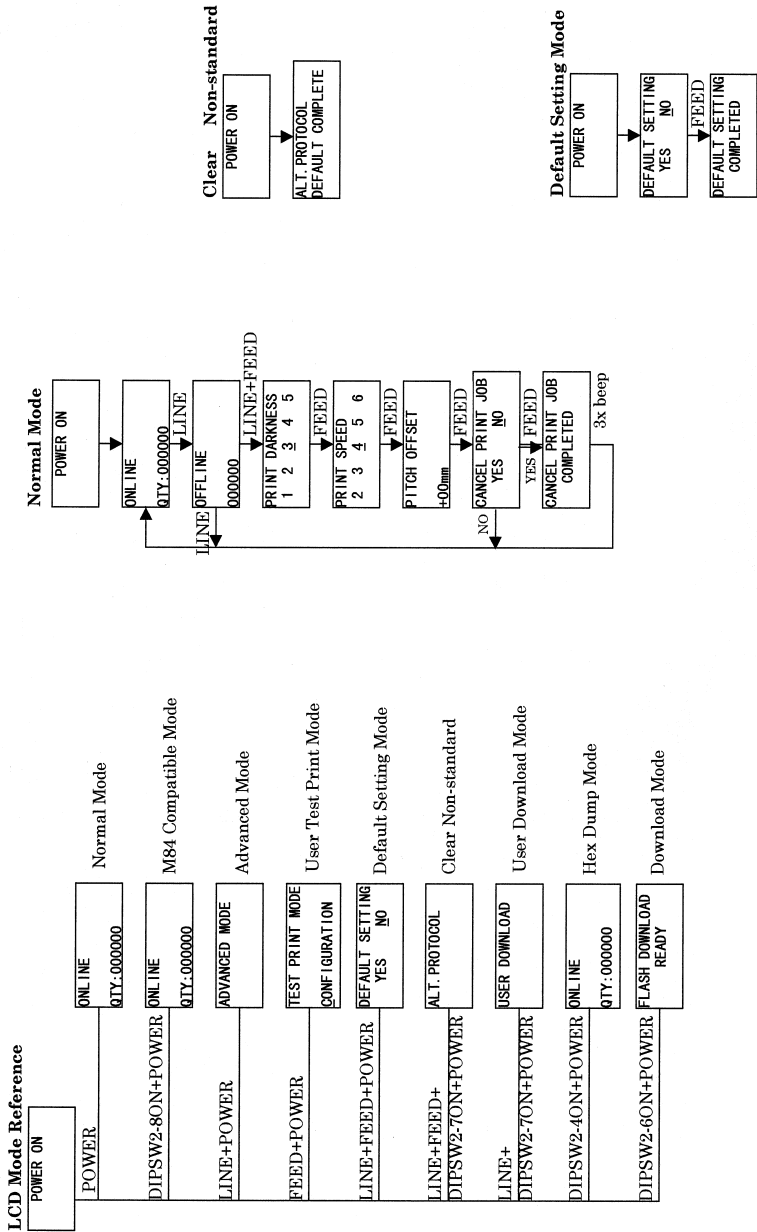 LCD Mode Reference
POWER ON
POWER
ONLINE
QTY:000000
Normal Mode
DIPSW2-8ON+POWER
ONLINE
QTY:000000
M84 Compatible Mode
LINE+POWER
ADVANCED MODE
Advanced Mode
FEED+POWER
TEST PRINT MODE
CONFIGURATION
User Test Print Mode
LINE+FEED+POWER
DEFAULT SETTING
YES NO
Default Setting Mode
LINE+FEED+
DIPSW2-7ON+POWER
ALT. PROTOCOL
Clear Non-standard
LINE+
DIPSW2-7ON+POWER
USER DOWNLOAD
User Download Mode
DIPSW2-4ON+POWER
ONLINE
QTY:000000
Hex Dump Mode
DIPSW2-6ON+POWER
FLASH DOWNLOAD
READY
Download Mode
Normal Mode
POWER ON
ONLINE
QTY:000000
LINE
LINE
OFFLINE
000000
LINE+FEED
PRINT DARKNESS
1 2 3 4 5
FEED
PRINT SPEED
2 3 4 5 6
FEED
PITCH OFFSET
+00mm
FEED
CANCEL PRINT JOB
YES NO
NO
YES
FEED
CANCEL PRINT JOB
COMPLETED
3x beep
Clear Non-standard
POWER ON
ALT. PROTOCOL
DEFAULT COMPLETE
Default Setting Mode
POWER ON
DEFAULT SETTING
YES NO
FEED
DEFAULT SETTING
COMPLETED